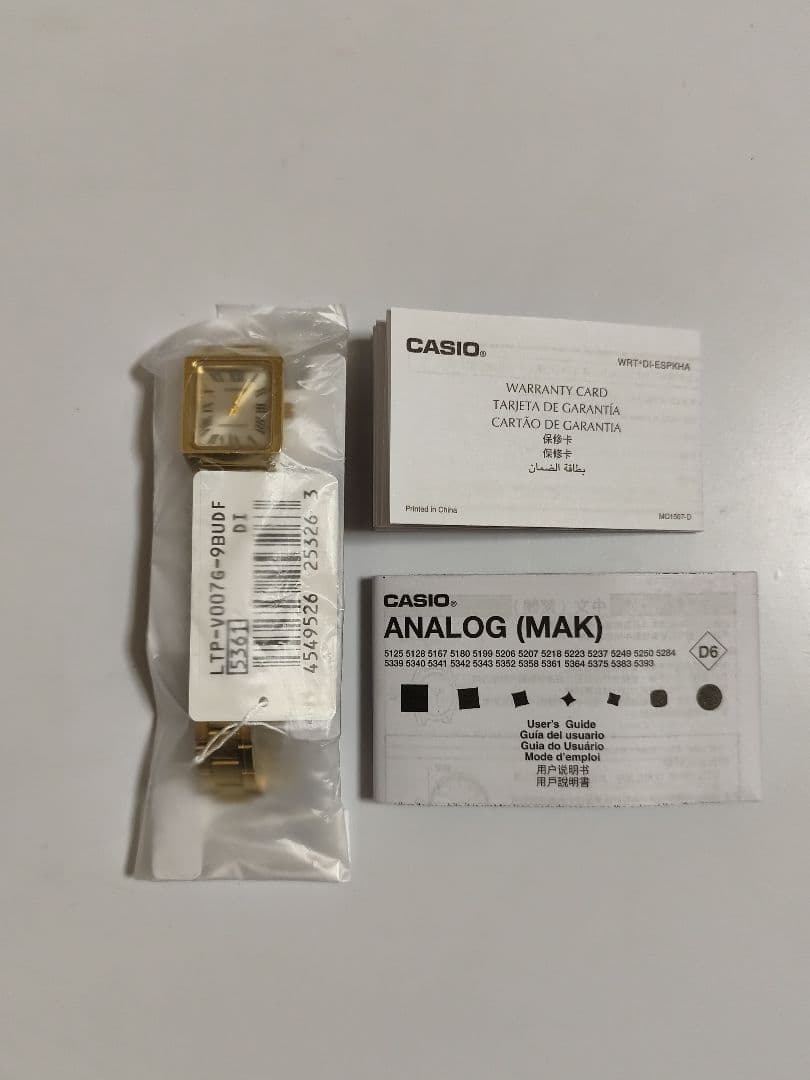 LTP-V007G-9BUDF
DI
5361
4549526 25326 3
CASIO®
WRT*DI-ESPKHA
WARRANTY CARD
TARJETA DE GARANTÍA
CARTÃO DE GARANTIA
保修卡
保修卡
بطاقة الضمان
Printed in China
MO1507-D
CASIO®
ANALOG (MAK)
5125 5128 5167 5180 5199 5206 5207 5218 5223 5237 5249 5250 5284
5339 5340 5341 5342 5343 5352 5358 5361 5364 5375 5383 5393
D6
User's Guide
Guía del usuario
Guia do Usuário
Mode d'emploi
用户说明书
用戶說明書